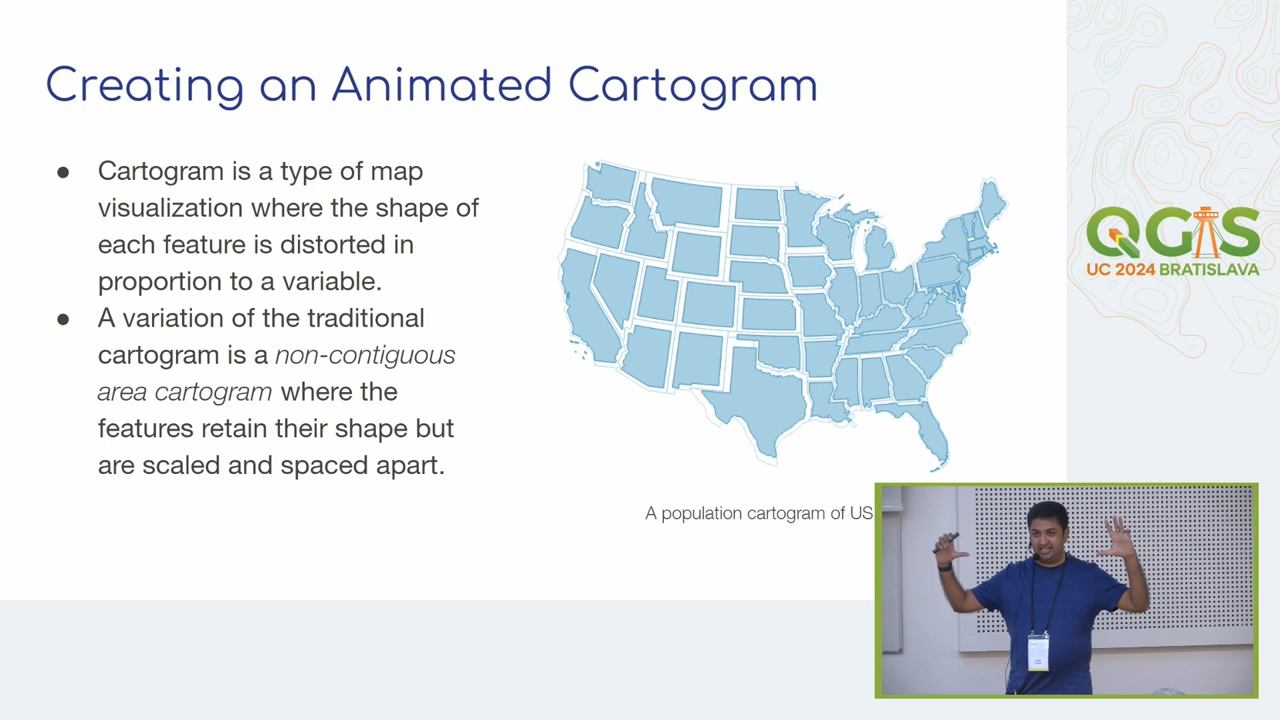 Creating an Animated Cartogram
● Cartogram is a type of map
visualization where the shape of
each feature is distorted in
proportion to a variable.
● A variation of the traditional
cartogram is a non-contiguous
area cartogram where the
features retain their shape but
are scaled and spaced apart.
A population cartogram of US
QGIS
UC 2024 BRATISLAVA